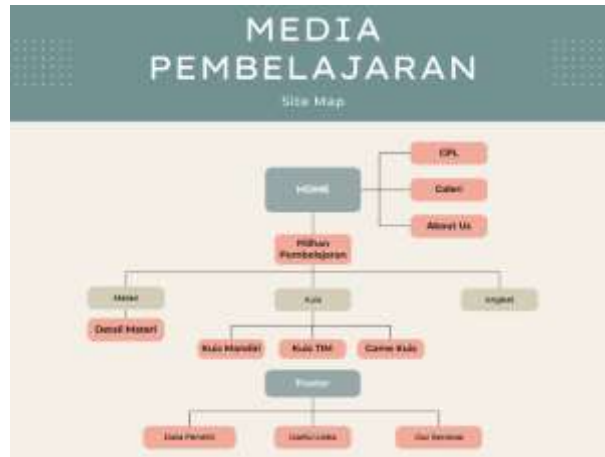 MEDIA
PEMBELAJARAN
Site Map
HOME
CPL
Galeri
About Us
Pilihan
Pembelajaran
Materi
Kuis
Angket
Detail Materi
Kuis Mandiri
Kuis TIM
Game Kuis
Footer
Data Peneliti
Useful Links
Our Services